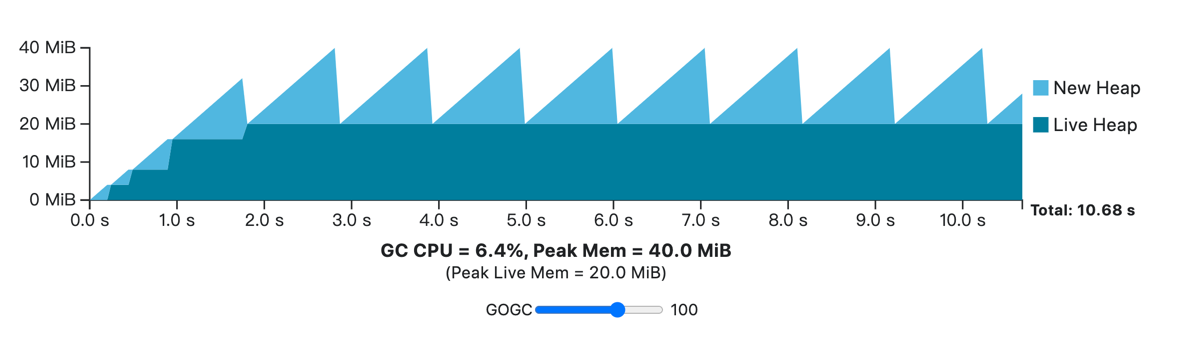 40 MiB
30 MiB
20 MiB
10 MiB
0 MiB
New Heap
Live Heap
0.0 s 1.0 s 2.0 s 3.0 s 4.0 s 5.0 s 6.0 s 7.0 s 8.0 s 9.0 s 10.0 s
Total: 10.68 s
GC CPU = 6.4%, Peak Mem = 40.0 MiB
(Peak Live Mem = 20.0 MiB)
GOGC 100